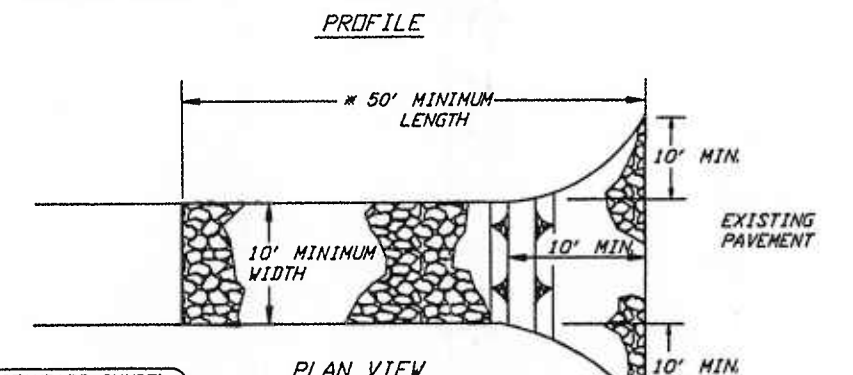 PROFILE
* 50' MINIMUM
LENGTH
10' MIN.
EXISTING
PAVEMENT
10' MINIMUM
WIDTH
10' MIN.
PLAN VIEW
10' MIN.